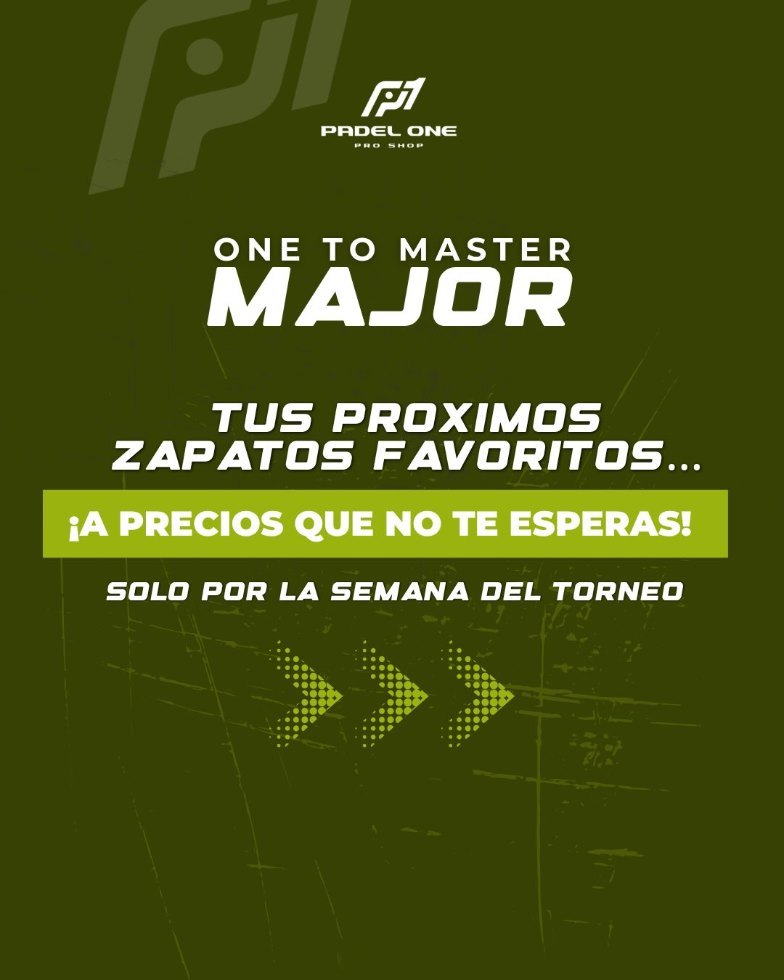 PADEL ONE
PRO SHOP
ONE TO MASTER
MAJOR
TUS PROXIMOS
ZAPATOS FAVORITOS...
¡A PRECIOS QUE NO TE ESPERAS!
SOLO POR LA SEMANA DEL TORNEO